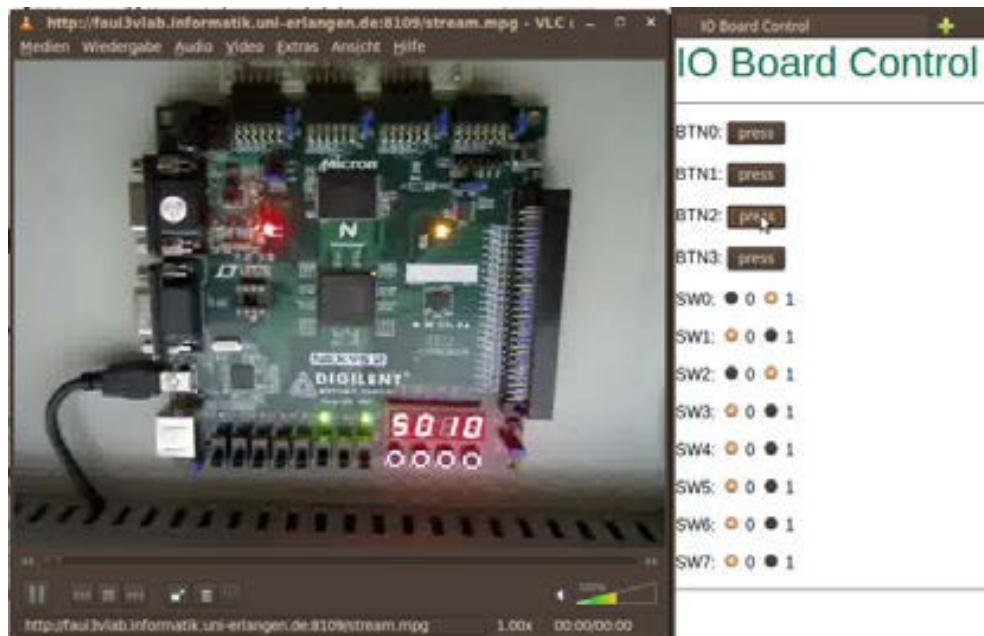 http://faui3vlab.informatik.uni-erlangen.de:8109/stream.mpg - VLC
Medien Wiedergabe Audio Video Extras Ansicht Hilfe
Micron
N
NEXYS2
DIGILENT
5010
100%
http://faui3vlab.informatik.uni-erlangen.de:8109/stream.mpg 1.00x 00:00/00:00
IO Board Control
IO Board Control
BTN0: press
BTN1: press
BTN2: press
BTN3: press
SW0: 0 1
SW1: 0 1
SW2: 0 1
SW3: 0 1
SW4: 0 1
SW5: 0 1
SW6: 0 1
SW7: 0 1